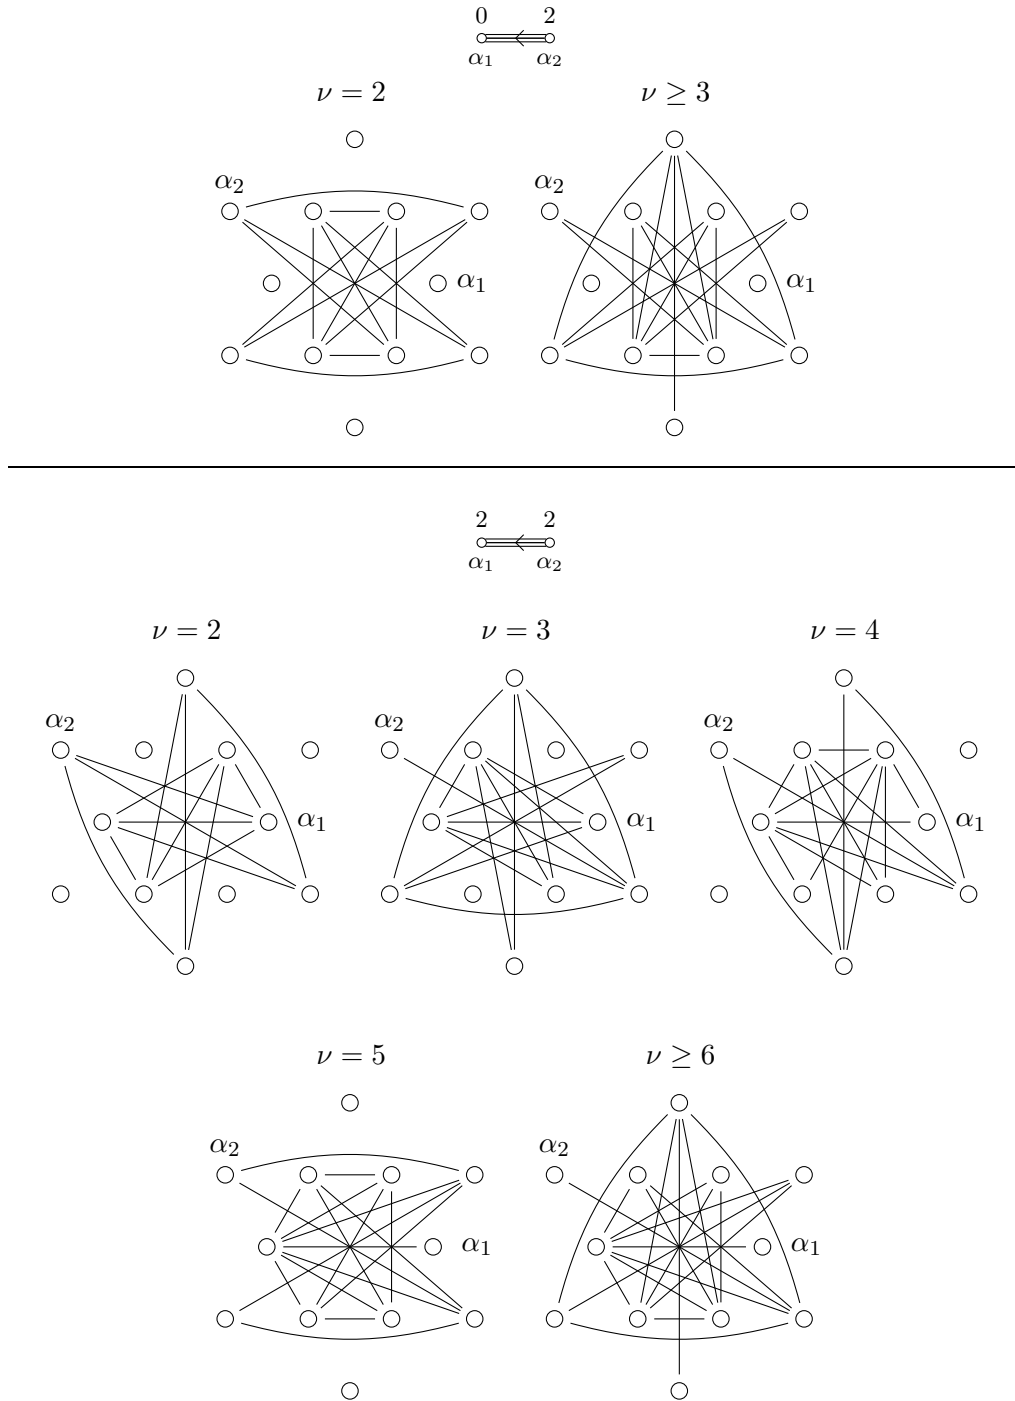 0 2
α₁ α₂
ν = 2 ν ≥ 3
α₂ α₂
α₁ α₁
2 2
α₁ α₂
ν = 2 ν = 3 ν = 4
α₂ α₂ α₂
α₁ α₁ α₁
ν = 5 ν ≥ 6
α₂ α₂
α₁ α₁